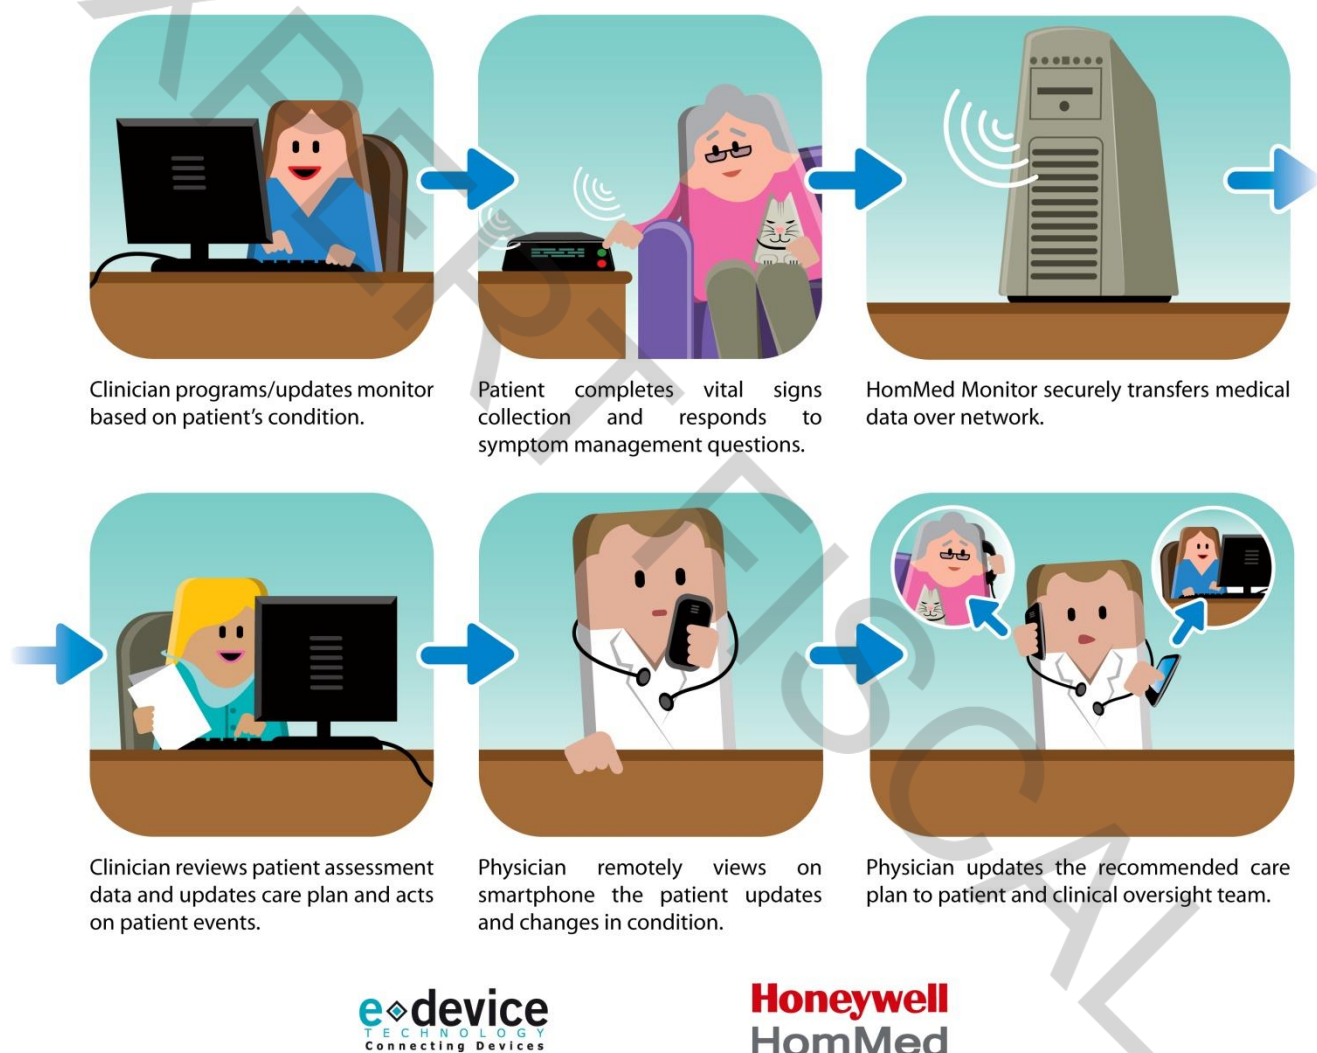 Clinician programs/updates monitor
based on patient's condition.
Patient completes vital signs
collection and responds to
symptom management questions.
HomMed Monitor securely transfers medical
data over network.
Clinician reviews patient assessment
data and updates care plan and acts
on patient events.
Physician remotely views on
smartphone the patient updates
and changes in condition.
Physician updates the recommended care
plan to patient and clinical oversight team.
e device
TECHNOLOGY
Connecting Devices
Honeywell
HomMed
XPERT FISCAL